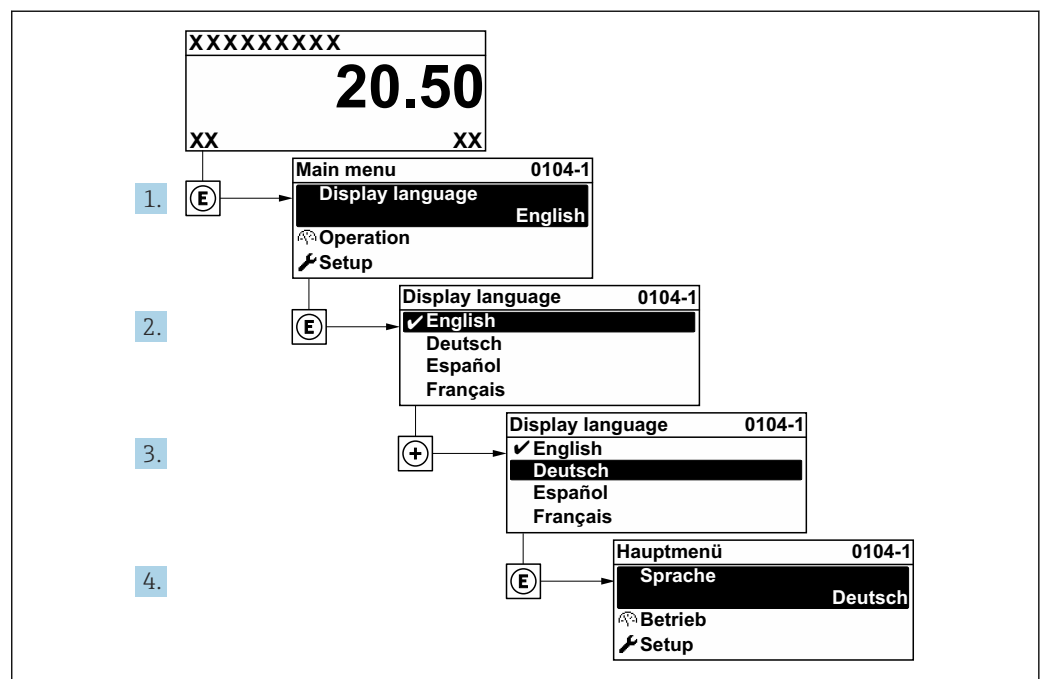 XXXXXXXXX
20.50
XX XX
1. E
Main menu 0104-1
Display language
English
Operation
Setup
2. E
Display language 0104-1
✔English
Deutsch
Español
Français
3. +
Display language 0104-1
✔English
Deutsch
Español
Français
4. E
Hauptmenü 0104-1
Sprache
Deutsch
Betrieb
Setup